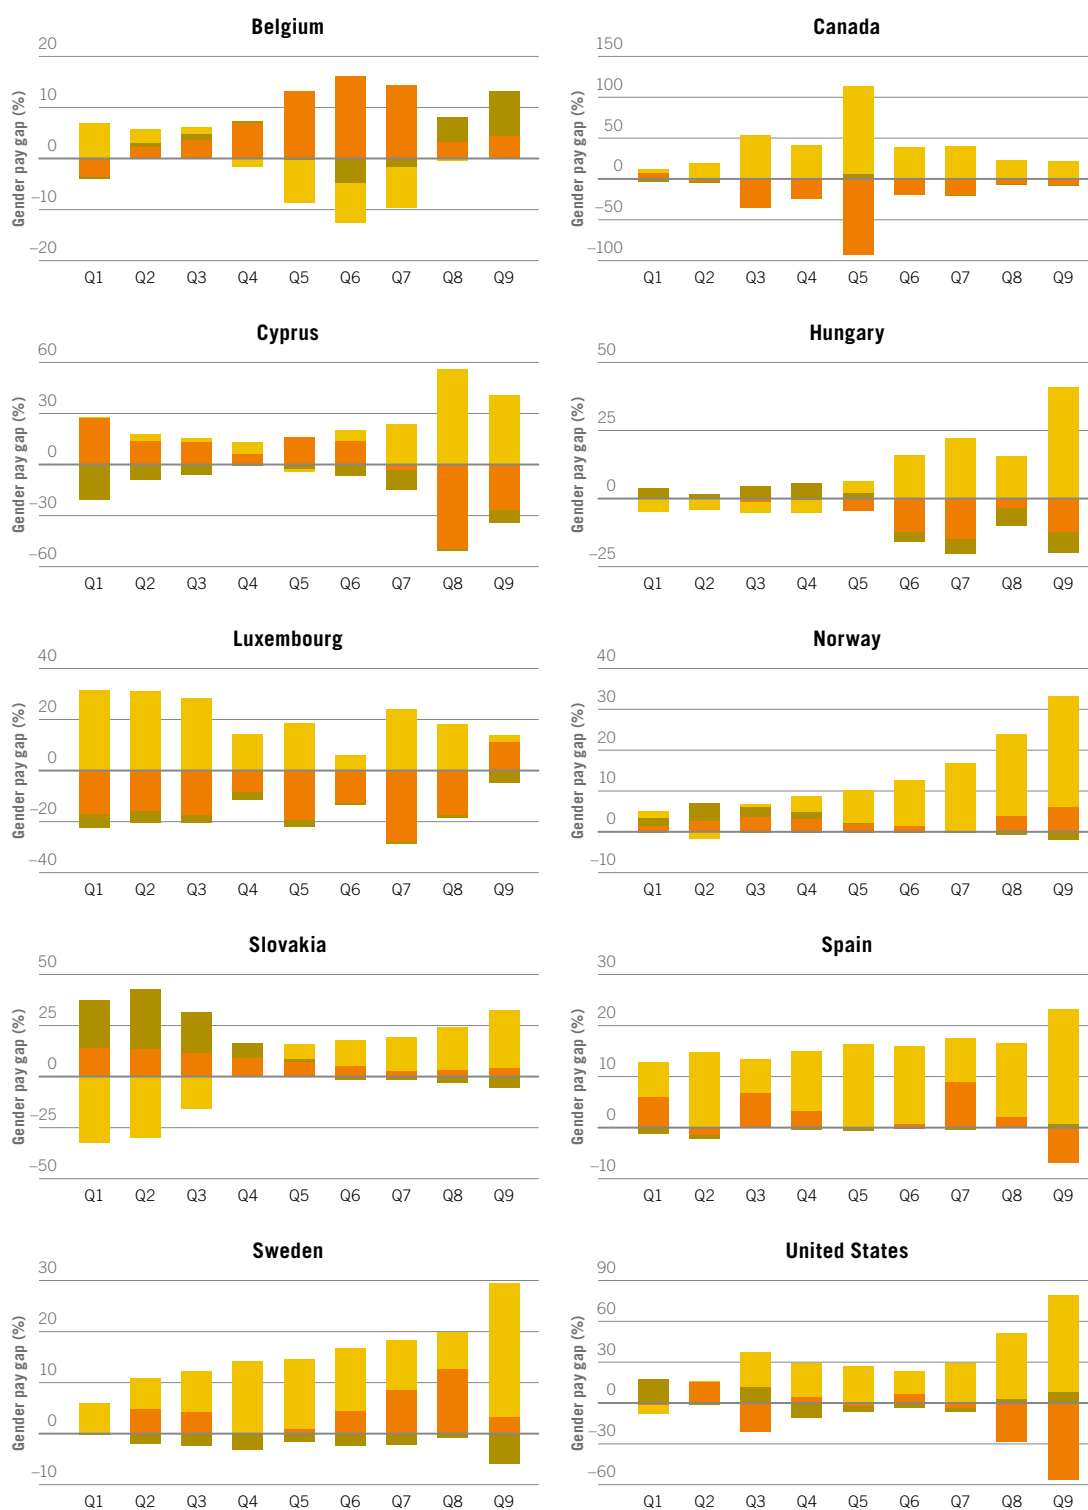 Belgium
Gender pay gap (%)
20
10
0
–10
–20
Q1 Q2 Q3 Q4 Q5 Q6 Q7 Q8 Q9
Canada
Gender pay gap (%)
150
100
50
0
–50
–100
Q1 Q2 Q3 Q4 Q5 Q6 Q7 Q8 Q9
Cyprus
Gender pay gap (%)
60
30
0
–30
–60
Q1 Q2 Q3 Q4 Q5 Q6 Q7 Q8 Q9
Hungary
Gender pay gap (%)
50
25
0
–25
Q1 Q2 Q3 Q4 Q5 Q6 Q7 Q8 Q9
Luxembourg
Gender pay gap (%)
40
20
0
–20
–40
Q1 Q2 Q3 Q4 Q5 Q6 Q7 Q8 Q9
Norway
Gender pay gap (%)
40
30
20
10
0
–10
Q1 Q2 Q3 Q4 Q5 Q6 Q7 Q8 Q9
Slovakia
Gender pay gap (%)
50
25
0
–25
–50
Q1 Q2 Q3 Q4 Q5 Q6 Q7 Q8 Q9
Spain
Gender pay gap (%)
30
20
10
0
–10
Q1 Q2 Q3 Q4 Q5 Q6 Q7 Q8 Q9
Sweden
Gender pay gap (%)
30
20
10
0
–10
Q1 Q2 Q3 Q4 Q5 Q6 Q7 Q8 Q9
United States
Gender pay gap (%)
90
60
30
0
–30
–60
Q1 Q2 Q3 Q4 Q5 Q6 Q7 Q8 Q9